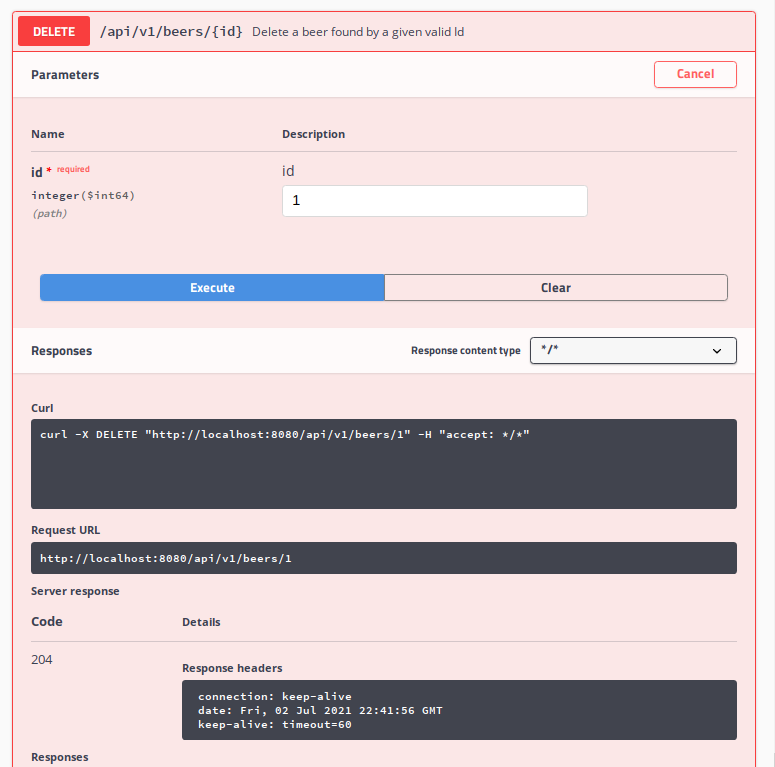 DELETE /api/v1/beers/{id} Delete a beer found by a given valid Id
Parameters Cancel
Name Description
id * required id
integer($int64) 1
(path)
Execute Clear
Responses Response content type */*
Curl
curl -X DELETE "http://localhost:8080/api/v1/beers/1" -H "accept: */*"
Request URL
http://localhost:8080/api/v1/beers/1
Server response
Code Details
204
Response headers
connection: keep-alive
date: Fri, 02 Jul 2021 22:41:56 GMT
keep-alive: timeout=60
Responses